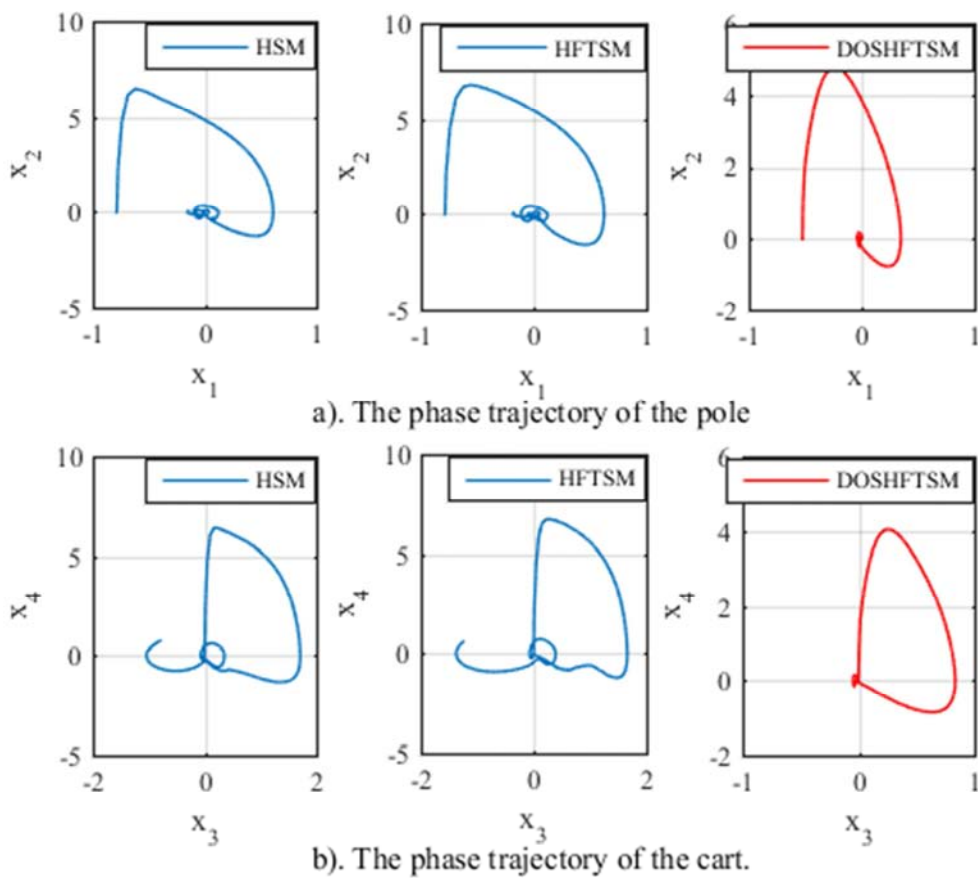 10
HSM
5
0
-5
-1
0
1
x2
x1
10
HFTSM
5
0
-5
-1
0
1
x2
x1
6
DOSHFTSM
4
2
0
-2
-1
0
1
x2
x1
a). The phase trajectory of the pole
10
HSM
5
0
-5
-2
0
2
x4
x3
10
HFTSM
5
0
-5
-2
0
2
x4
x3
6
DOSHFTSM
4
2
0
-2
-1
0
1
x4
x3
b). The phase trajectory of the cart.